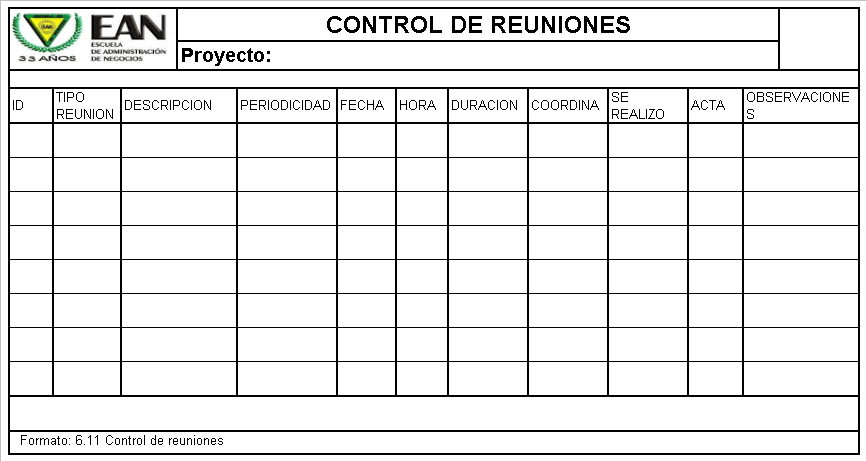 EAN
ESCUELA
DE ADMINISTRACIÓN
DE NEGOCIOS
33 AÑOS
CONTROL DE REUNIONES
Proyecto:
ID
TIPO
REUNION
DESCRIPCION
PERIODICIDAD
FECHA
HORA
DURACION
COORDINA
SE
REALIZO
ACTA
OBSERVACIONE
S
Formato: 6.11 Control de reuniones